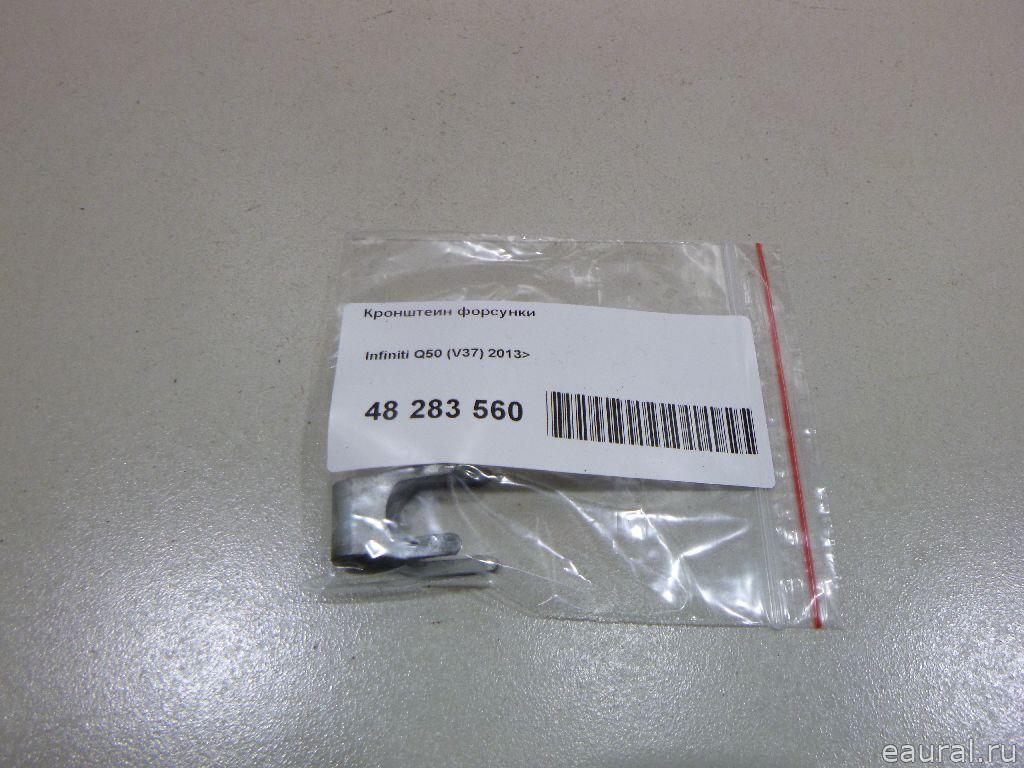 Кронштеин форсунки
Infiniti Q50 (V37) 2013>
48 283 560
eaural.ru